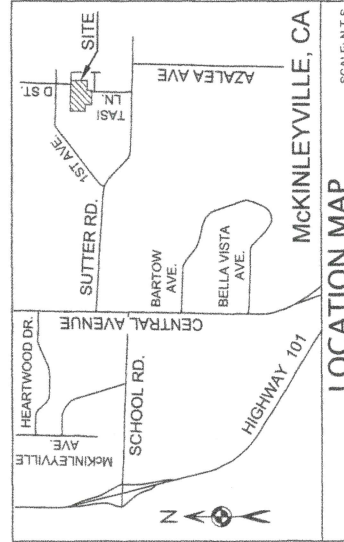 HEARTWOOD DR.
McKINLEYVILLE
AVE.
SCHOOL RD.
CENTRAL AVENUE
SUTTER RD.
1ST AVE.
D ST.
TASI
LN.
SITE
AZALEA AVE
BARTOW
AVE.
BELLA VISTA
AVE.
HIGHWAY 101
N
McKINLEYVILLE, CA
LOCATION MAP
SCALE: N.T.S.